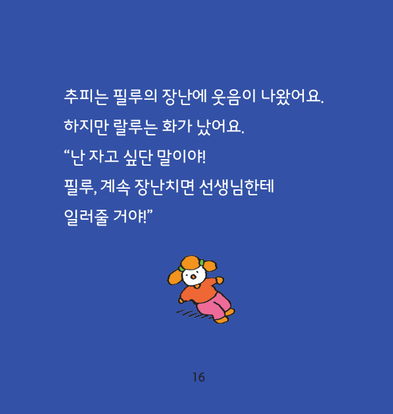 추피는 필루의 장난에 웃음이 나왔어요.
하지만 랄루는 화가 났어요.
“난 자고 싶단 말이야!
필루, 계속 장난치면 선생님한테
일러줄 거야!”
16